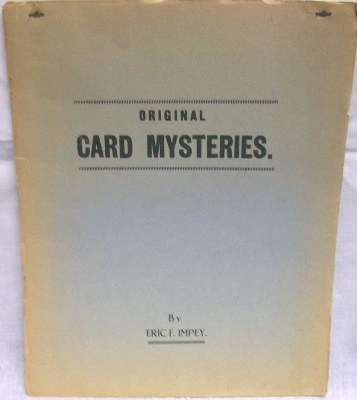 ORIGINAL
CARD MYSTERIES.
By
ERIC F. IMPEY.